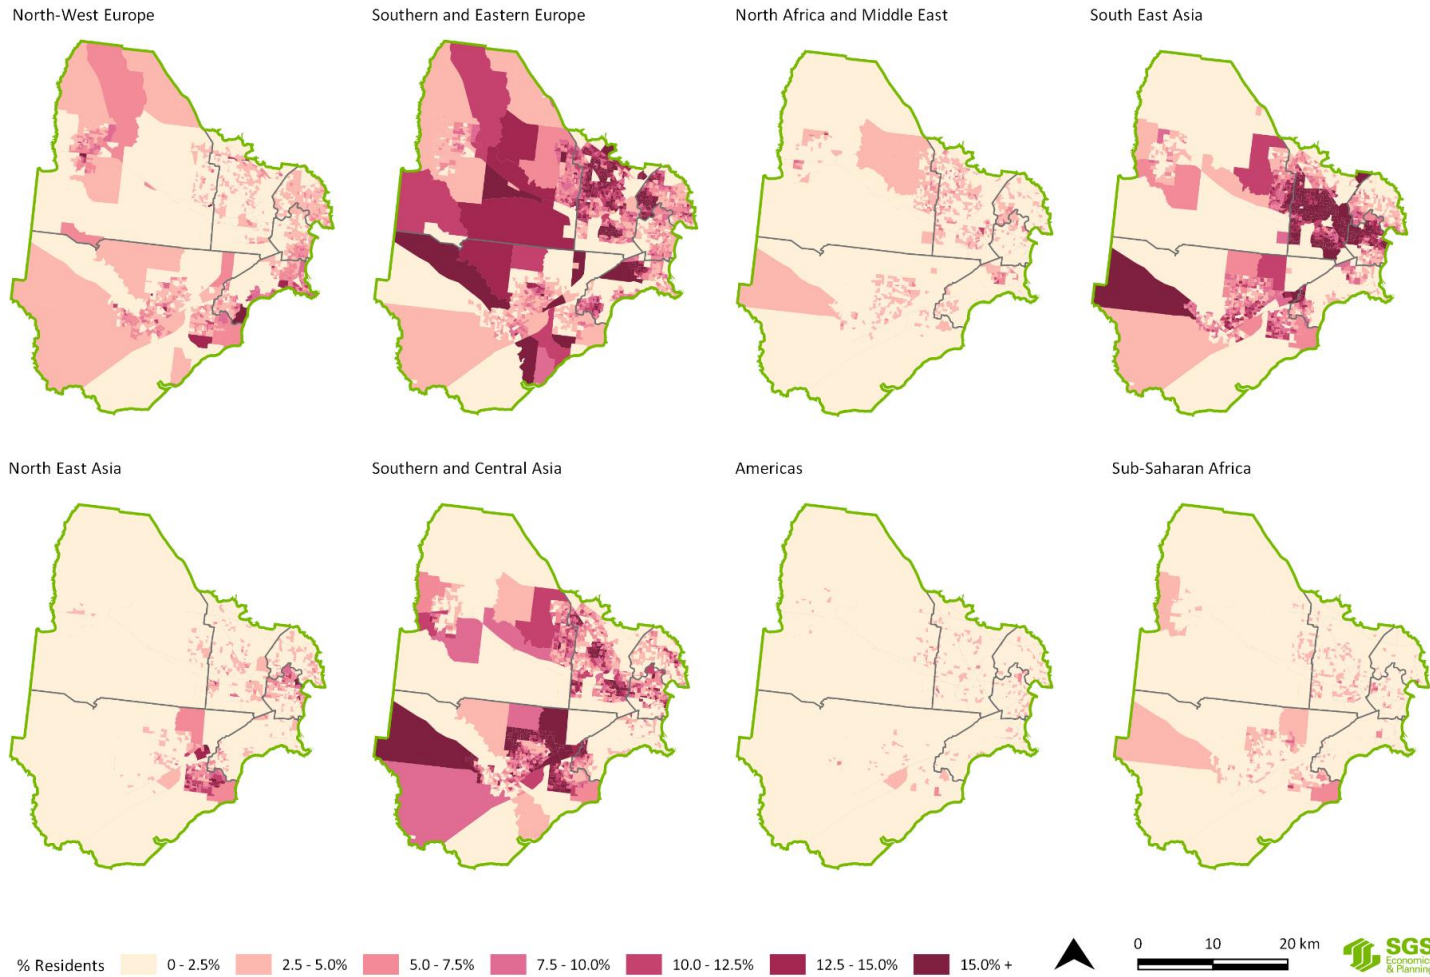 North-West Europe
Southern and Eastern Europe
North Africa and Middle East
South East Asia
North East Asia
Southern and Central Asia
Americas
Sub-Saharan Africa
% Residents
0 - 2.5%
2.5 - 5.0%
5.0 - 7.5%
7.5 - 10.0%
10.0 - 12.5%
12.5 - 15.0%
15.0% +
0 10 20 km
SGS
Economics
& Planning